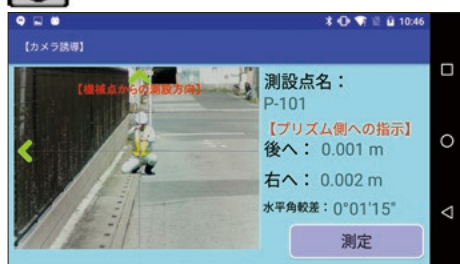 10:46
【カメラ誘導】
【機械点からの測設方向】
測設点名：
P-101
【プリズム側への指示】
後へ： 0.001 m
右へ： 0.002 m
水平角較差：0°01'15"
測定